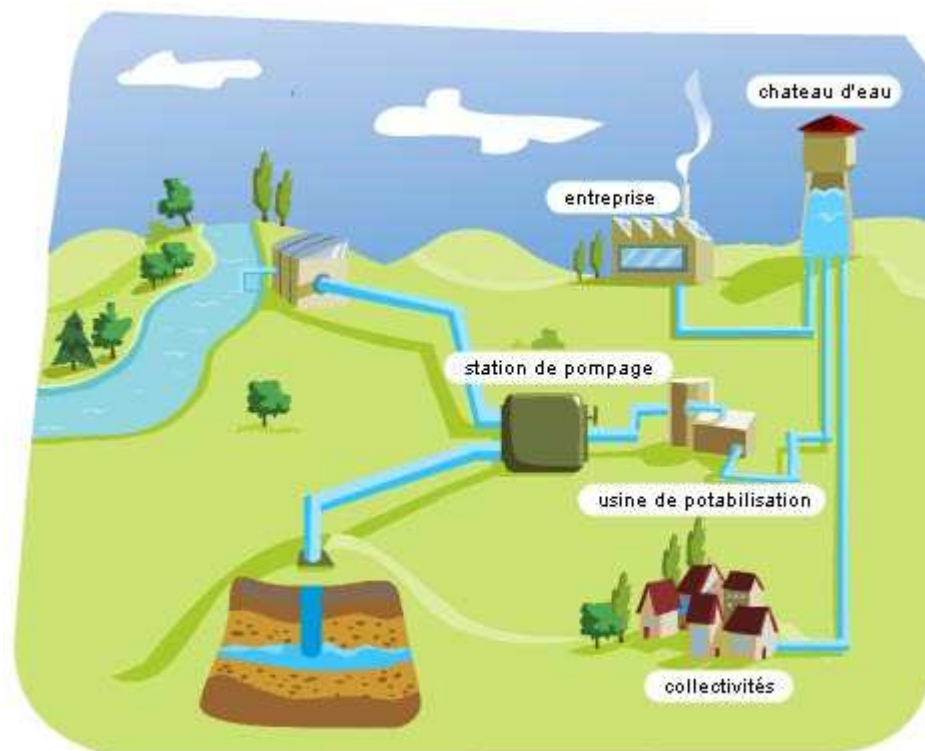 chateau d'eau
entreprise
station de pompage
usine de potabilisation
collectivités